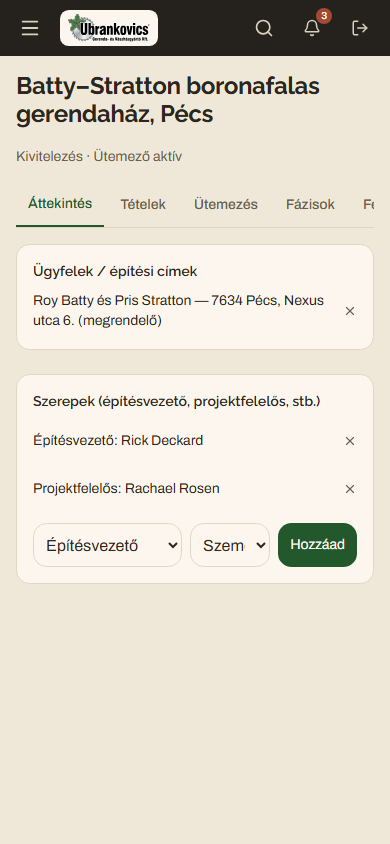 Ubrankovics
Gerenda- és Készházgyártó Kft.
3
Batty–Stratton boronafalas
gerendaház, Pécs
Kivitelezés · Ütemező aktív
Áttekintés Tételek Ütemezés Fázisok Fe
Ügyfelek / építési címek
Roy Batty és Pris Stratton — 7634 Pécs, Nexus
utca 6. (megrendelő)
Szerepek (építésvezető, projektfelelős, stb.)
Építésvezető: Rick Deckard
Projektfelelős: Rachael Rosen
Építésvezető Szem Hozzáad